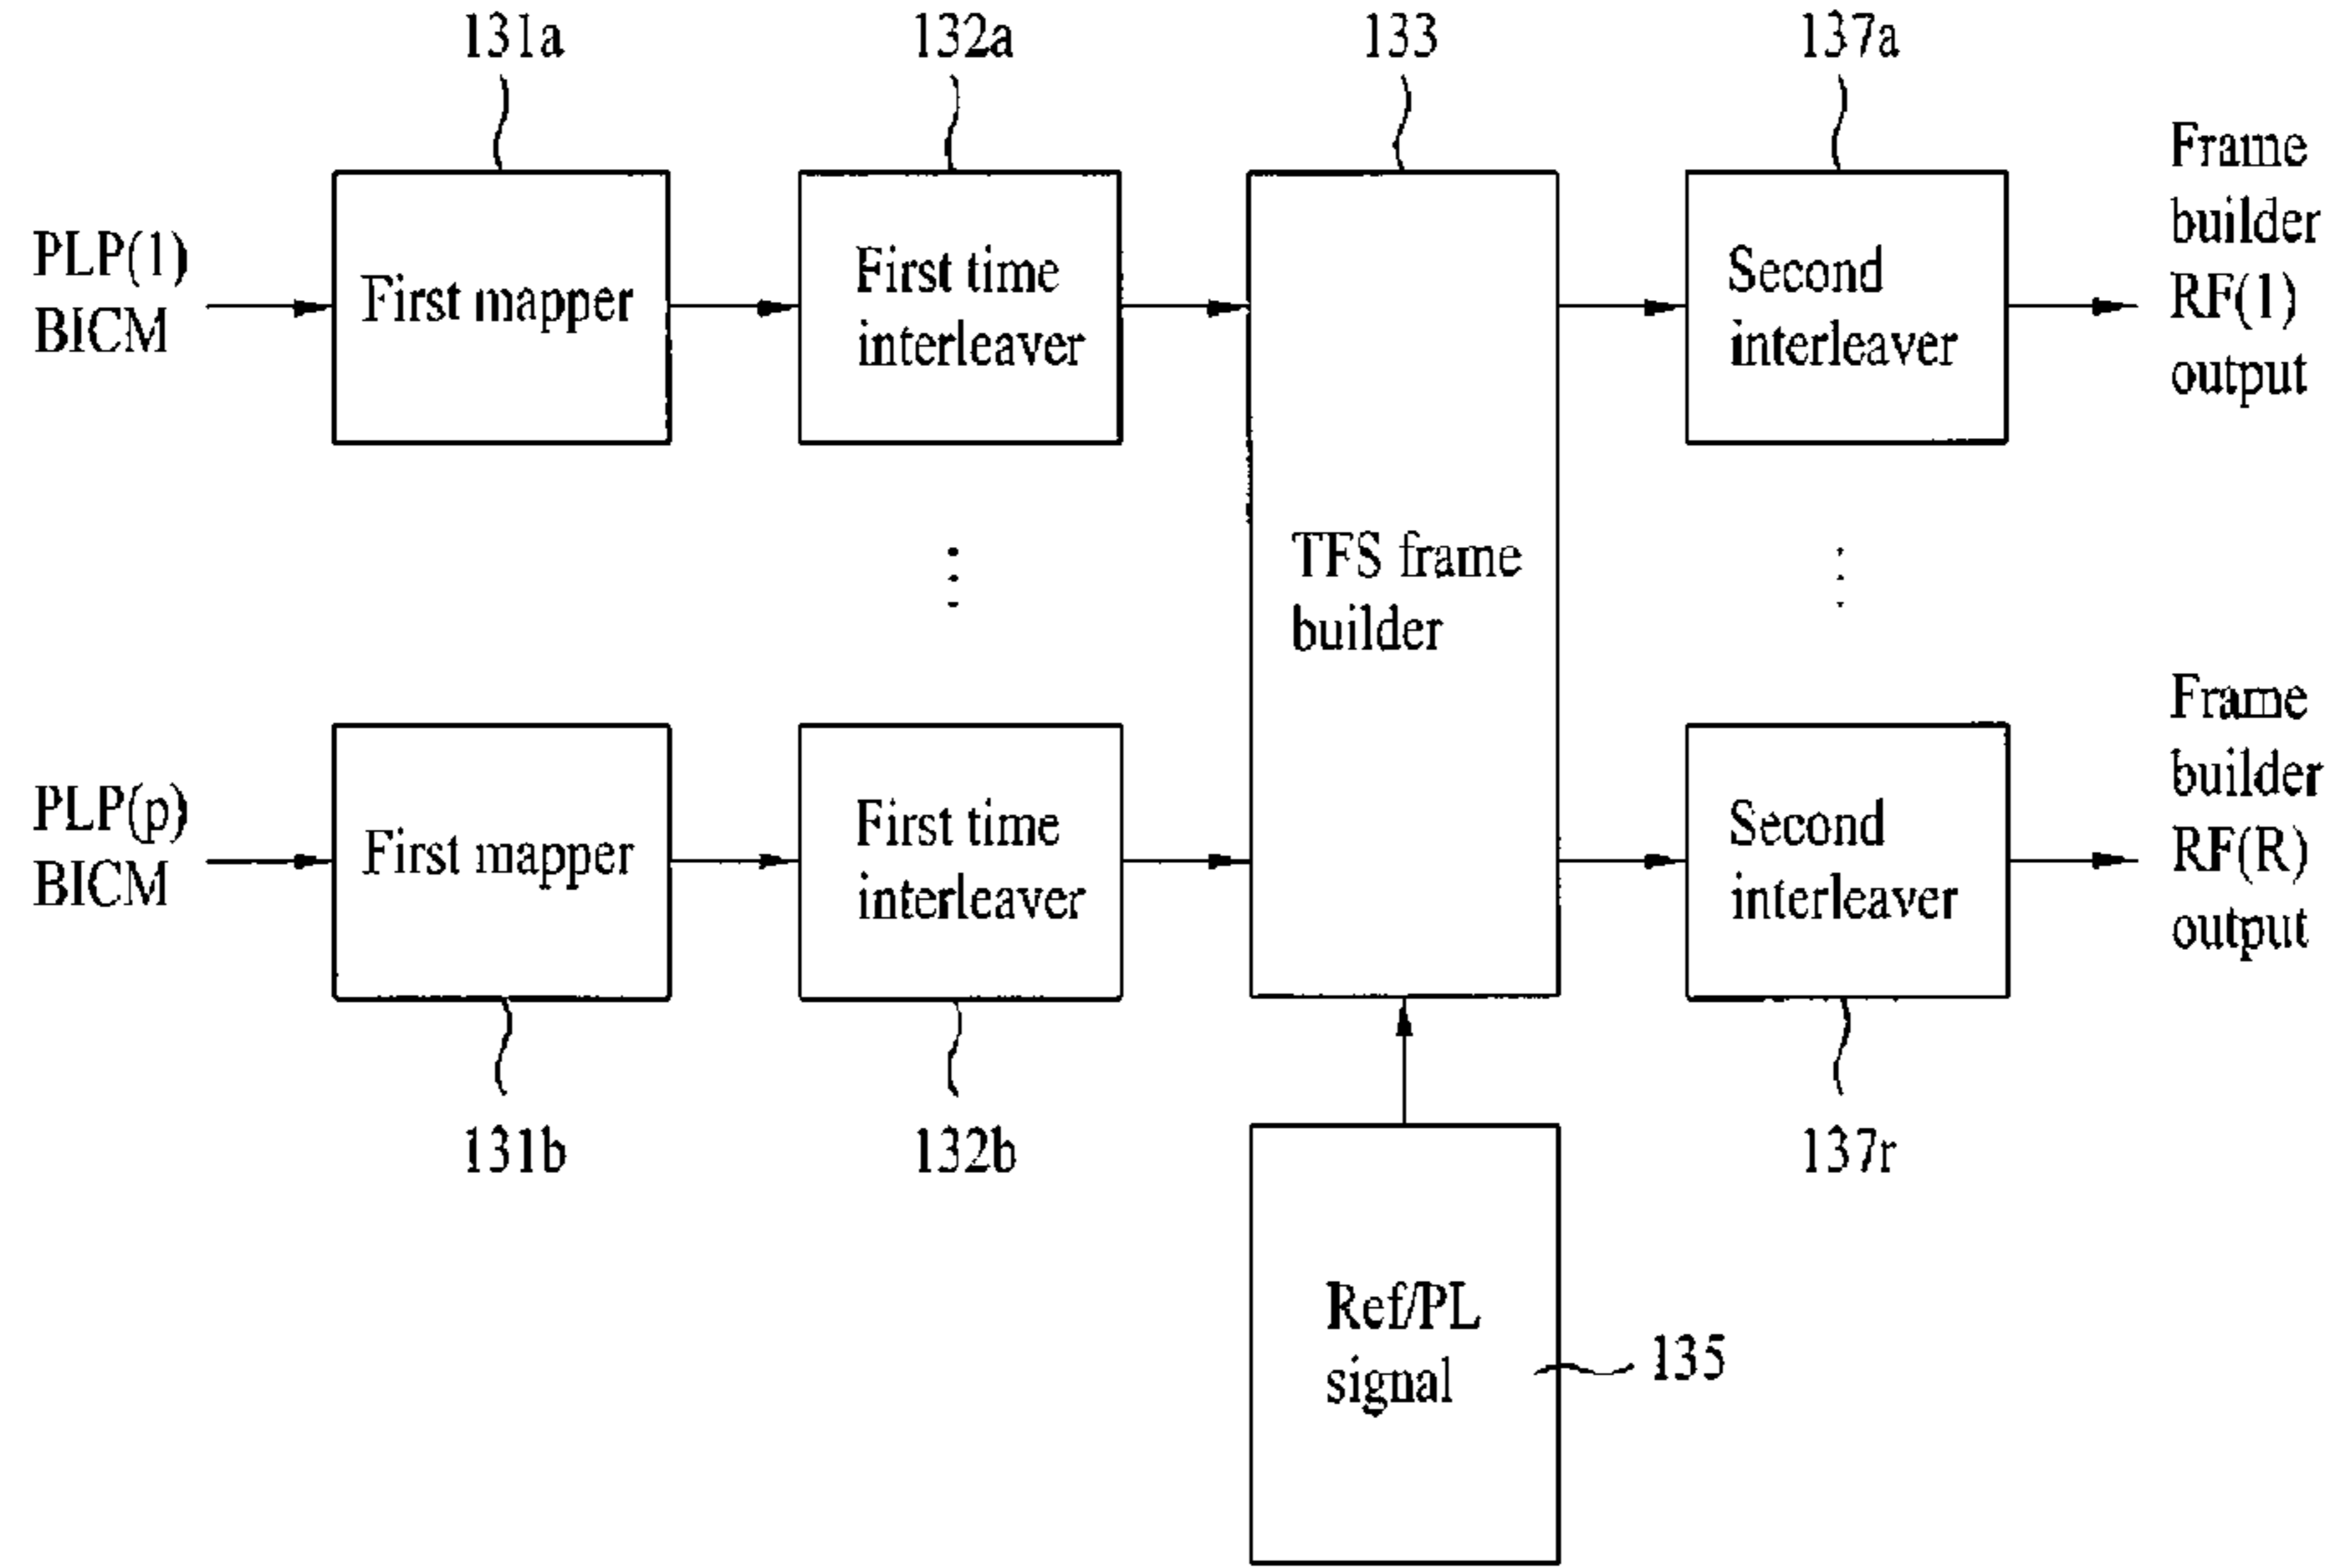 131a
132a
133
137a
PLP(1)
BICM
First mapper
First time
interleaver
TFS frame
builder
Second
interleaver
Frame
builder
RF(1)
output
PLP(p)
BICM
First mapper
First time
interleaver
Second
interleaver
Frame
builder
RF(R)
output
131b
132b
137r
Ref/PL
signal
135